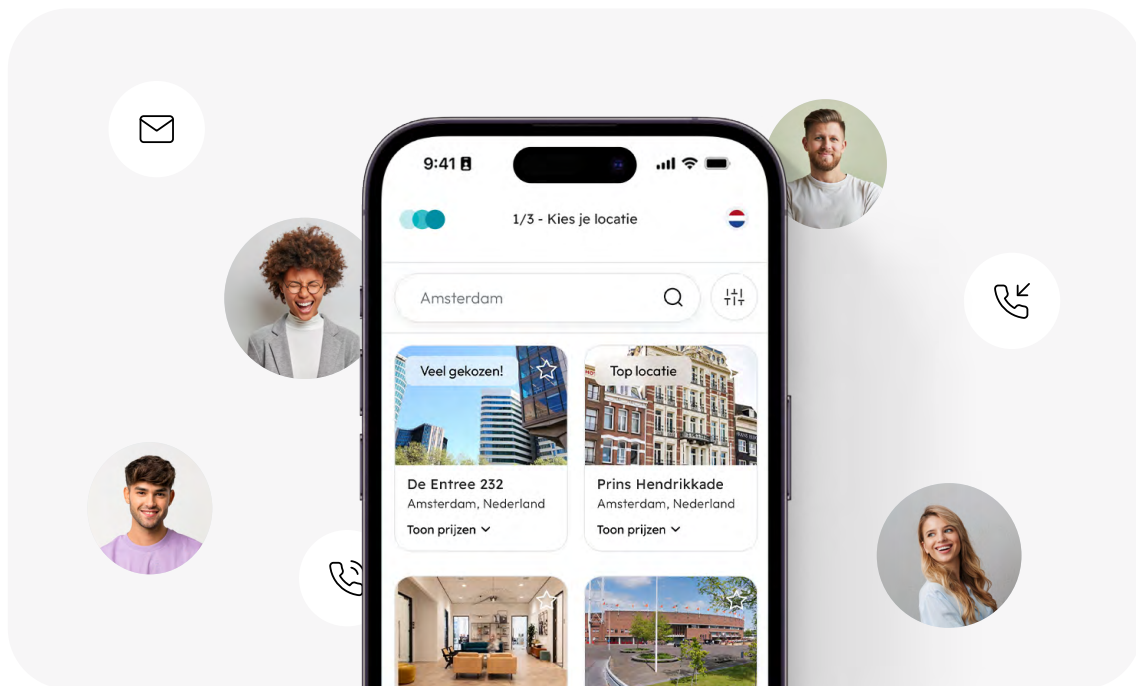 9:41
1/3 - Kies je locatie
Amsterdam
Veel gekozen!
Top locatie
De Entree 232
Amsterdam, Nederland
Toon prijzen
Prins Hendrikkade
Amsterdam, Nederland
Toon prijzen